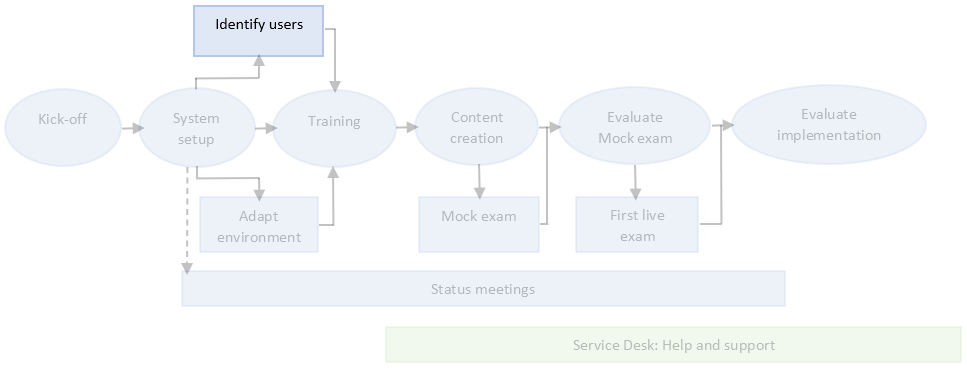 Identify users
Kick-off
System
setup
Training
Content
creation
Evaluate
Mock exam
Evaluate
implementation
Adapt
environment
Mock exam
First live
exam
Status meetings
Service Desk: Help and support